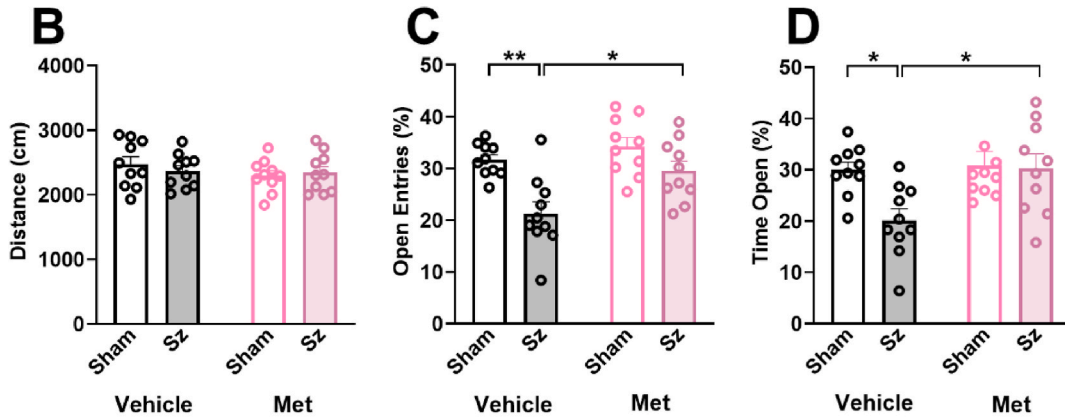 B
Distance (cm)
4000
3000
2000
1000
0
Sham
Sz
Sham
Sz
Vehicle
Met
C
Open Entries (%)
50
40
30
20
10
0
**
*
Sham
Sz
Sham
Sz
Vehicle
Met
D
Time Open (%)
50
40
30
20
10
0
*
*
Sham
Sz
Sham
Sz
Vehicle
Met